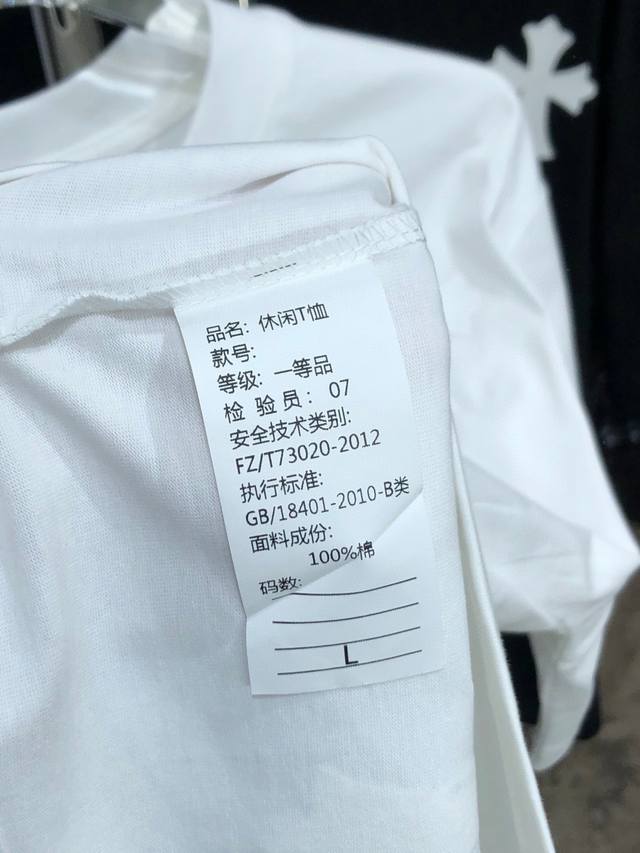 品名: 休闲T恤
款号:
等级: 一等品
检 验 员: 07
安全技术类别:
FZ/T73020-2012
执行标准:
GB/18401-2010-B类
面料成份:
100%棉
码数:
L